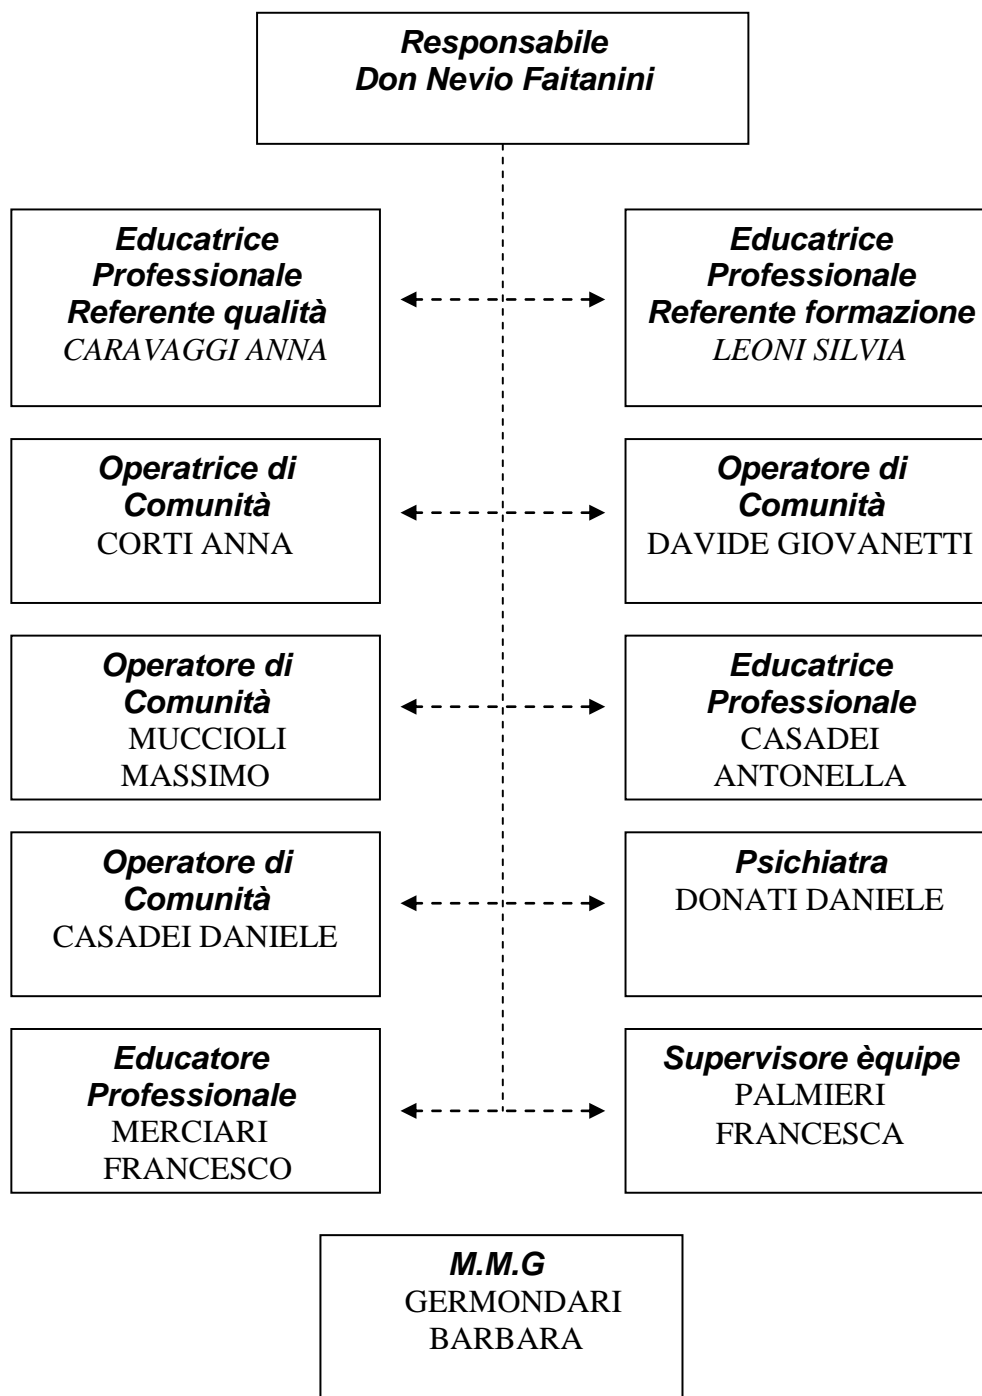 Responsabile
Don Nevio Faitanini
Educatrice
Professionale
Referente qualità
CARAVAGGI ANNA
Educatrice
Professionale
Referente formazione
LEONI SILVIA
Operatrice di
Comunità
CORTI ANNA
Operatore di
Comunità
DAVIDE GIOVANETTI
Operatore di
Comunità
MUCCIOLI
MASSIMO
Educatrice
Professionale
CASADEI
ANTONELLA
Operatore di
Comunità
CASADEI DANIELE
Psichiatra
DONATI DANIELE
Educatore
Professionale
MERCIARI
FRANCESCO
Supervisore èquipe
PALMIERI
FRANCESCA
M.M.G
GERMONDARI
BARBARA